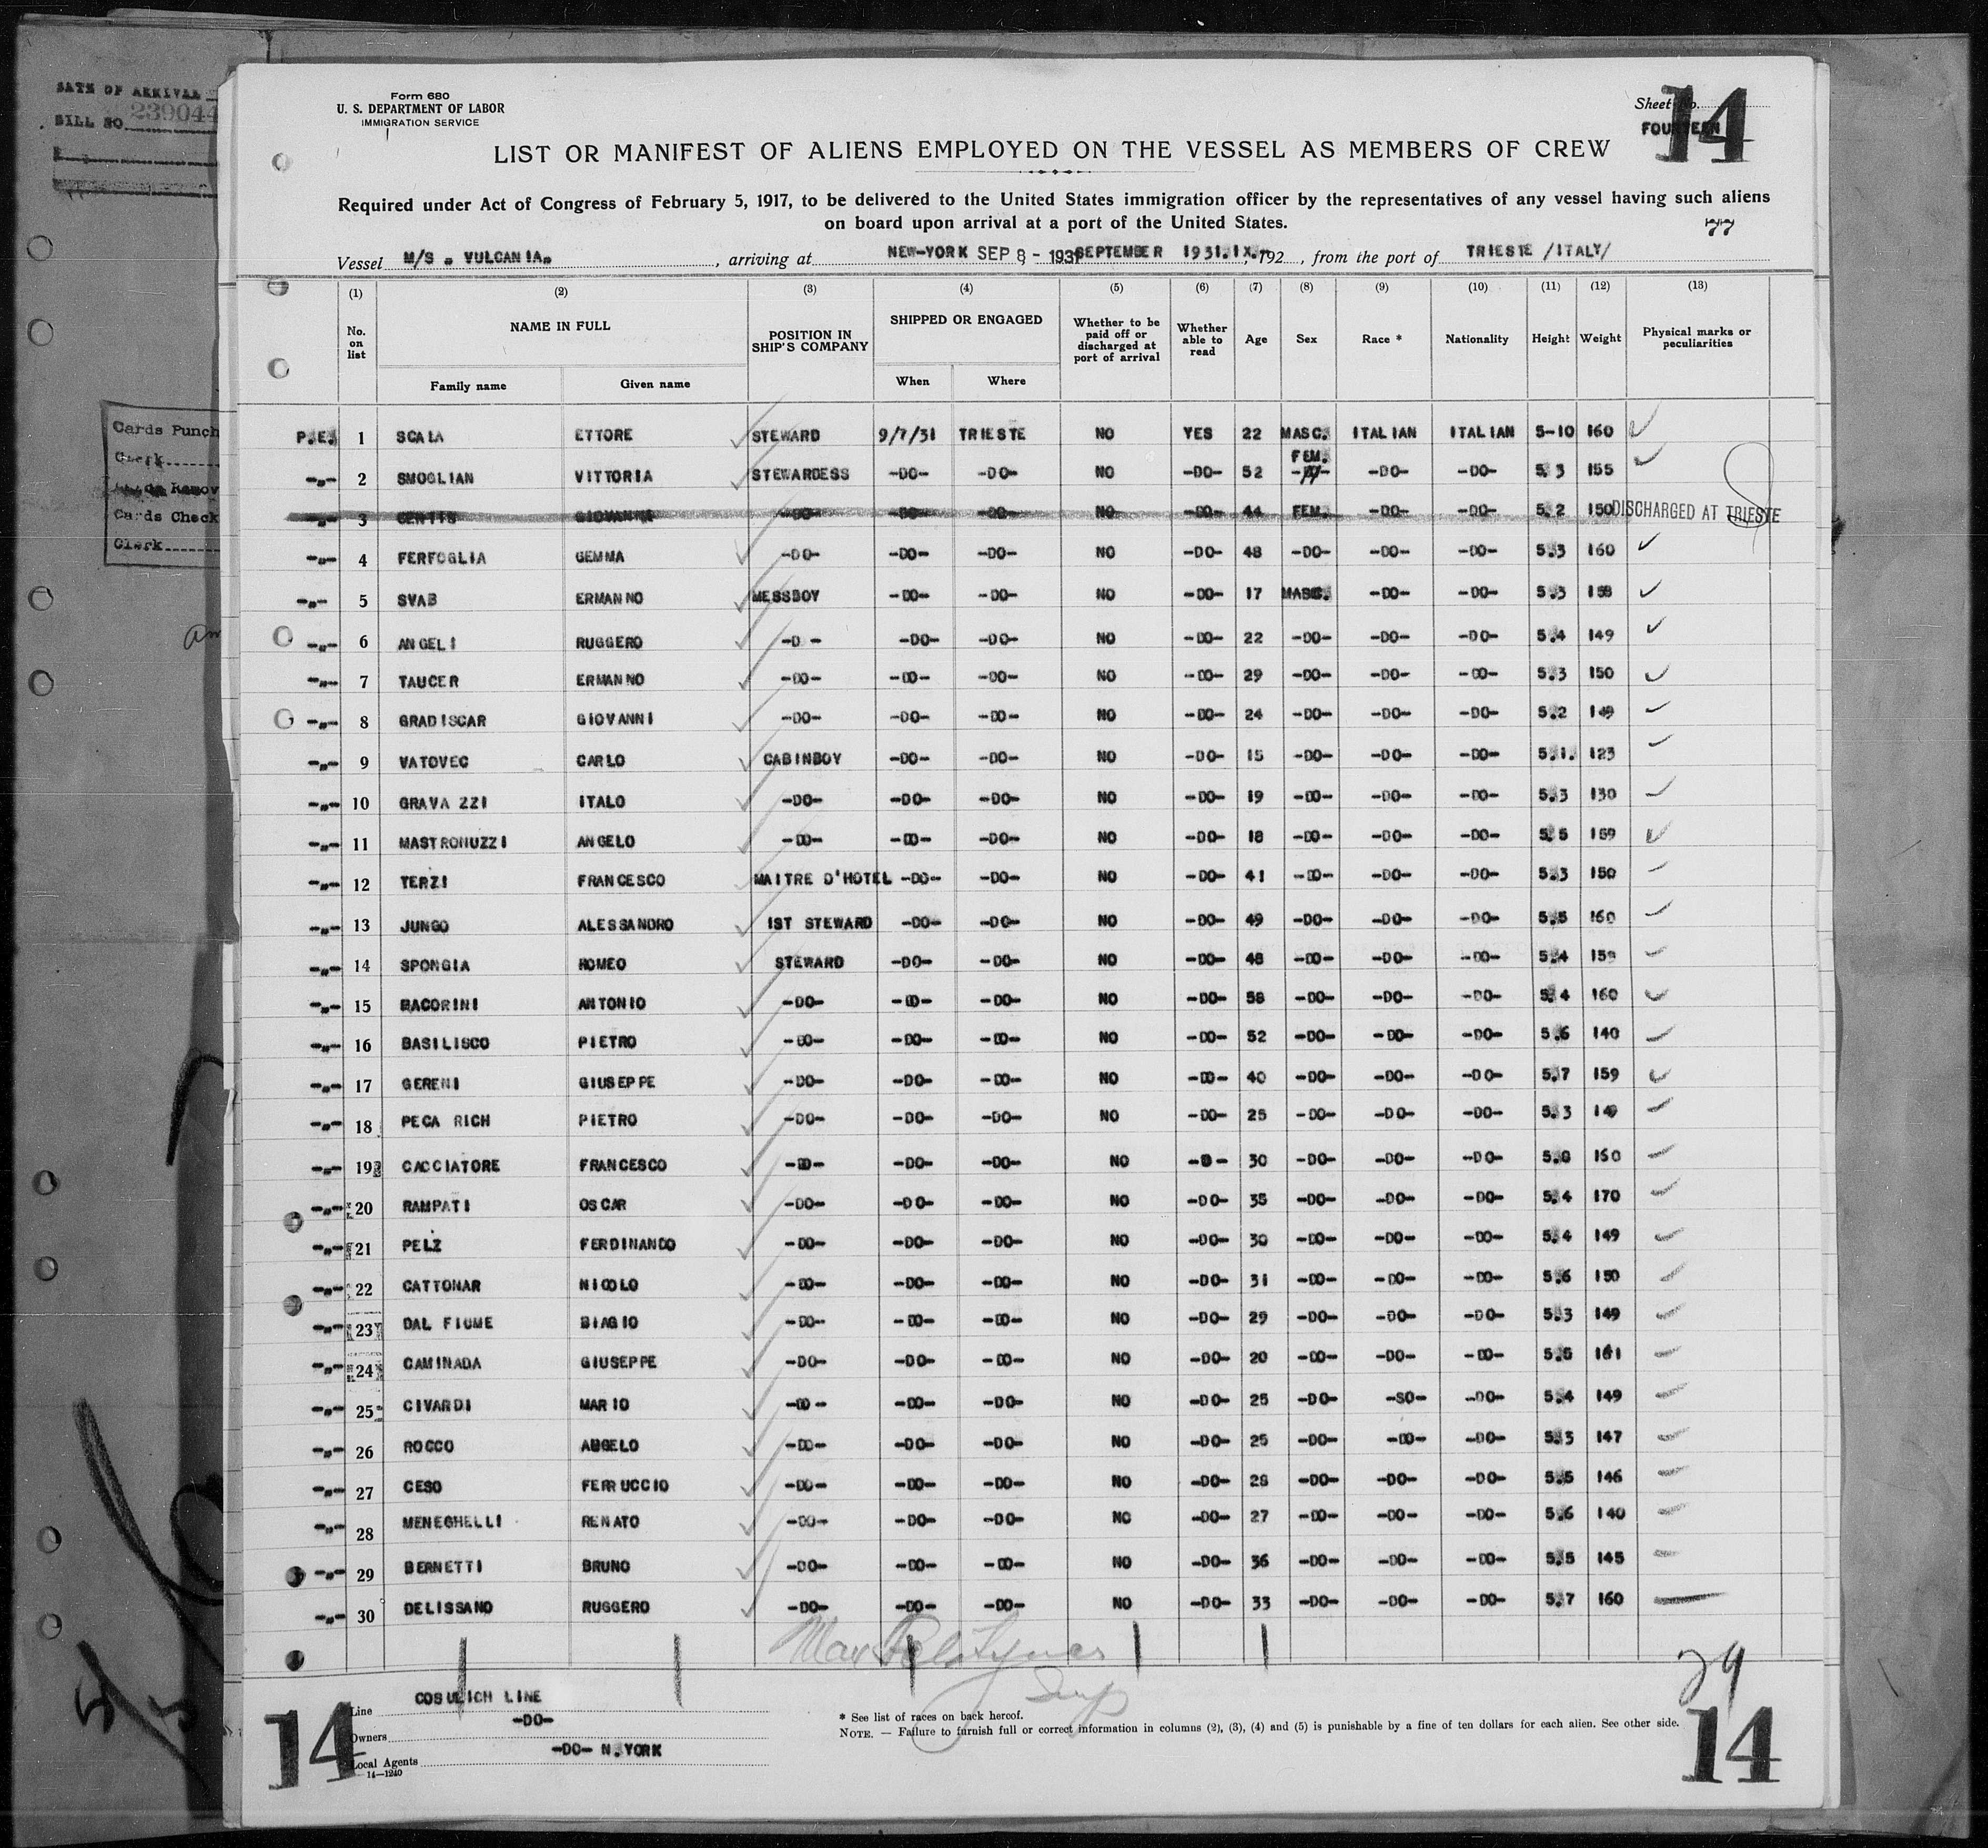 DATE OF ARRIVAL
BILL NO. 239044
Cards Punch
Clerk
Cards Remov
Cards Check
Clerk
Form 680
U. S. DEPARTMENT OF LABOR
IMMIGRATION SERVICE
Sheet No.
FOURTEEN
14
LIST OR MANIFEST OF ALIENS EMPLOYED ON THE VESSEL AS MEMBERS OF CREW
Required under Act of Congress of February 5, 1917, to be delivered to the United States immigration officer by the representatives of any vessel having such aliens
on board upon arrival at a port of the United States.
77
Vessel M/S „ VULCANIA„ , arriving at NEW-YORK SEP 8 - 1931 SEPTEMBER 1931.IX. , 192 , from the port of TRIESTE /ITALY/
(1) (2) (3) (4) (5) (6) (7) (8) (9) (10) (11) (12) (13)
No. on list NAME IN FULL POSITION IN SHIP'S COMPANY SHIPPED OR ENGAGED Whether to be paid off or discharged at port of arrival Whether able to read Age Sex Race * Nationality Height Weight Physical marks or peculiarities
Family name Given name When Where
P.E. 1 SCALA ETTORE STEWARD 9/7/31 TRIESTE NO YES 22 MASC. ITALIAN ITALIAN 5-10 160
FEM.
-„- 2 SMOGLIAN VITTORIA STEWARDESS -DO- -DO- NO -DO- 52 -DO- -DO- 5.3 155
-„- 3 GIOVANNA -DO- -DO- -DO- NO -DO- 44 FEM. -DO- -DO- 5.2 150 DISCHARGED AT TRIESTE
-„- 4 FERFOGLIA GEMMA -DO- -DO- -DO- NO -DO- 48 -DO- -DO- -DO- 5.3 160
-„- 5 SVAB ERMANNO MESSBOY -DO- -DO- NO -DO- 17 MASC. -DO- -DO- 5.3 158
-„- 6 ANGELI RUGGERO -D - -DO- -DO- NO -DO- 22 -DO- -DO- -DO- 5.4 149
-„- 7 TAUCER ERMANNO -DO- -DO- -DO- NO -DO- 29 -DO- -DO- -DO- 5.3 150
-„- 8 GRADISCAR GIOVANNI -DO- -DO- -DO- NO -DO- 24 -DO- -DO- -DO- 5.2 149
-„- 9 VATOVEC CARLO CABINBOY -DO- -DO- NO -DO- 15 -DO- -DO- -DO- 5.1. 123
-„- 10 GRAVA ZZI ITALO -DO- -DO- -DO- NO -DO- 19 -DO- -DO- -DO- 5.3 130
-„- 11 MASTRONUZZI ANGELO -DO- -DO- -DO- NO -DO- 18 -DO- -DO- -DO- 5.5 159
-„- 12 TERZI FRANCESCO MAITRE D'HOTEL -DO- -DO- NO -DO- 41 -DO- -DO- -DO- 5.3 150
-„- 13 JUNGO ALESSANDRO 1ST STEWARD -DO- -DO- NO -DO- 49 -DO- -DO- -DO- 5.5 160
-„- 14 SPONGIA ROMEO STEWARD -DO- -DO- NO -DO- 48 -DO- -DO- -DO- 5.4 159
-„- 15 BACORINI ANTONIO -DO- -DO- -DO- NO -DO- 58 -DO- -DO- -DO- 5.4 160
-„- 16 BASILISCO PIETRO -DO- -DO- -DO- NO -DO- 52 -DO- -DO- -DO- 5.6 140
-„- 17 GERENI GIUSEPPE -DO- -DO- -DO- NO -DO- 40 -DO- -DO- -DO- 5.7 159
-„- 18 PECA RICH PIETRO -DO- -DO- -DO- NO -DO- 25 -DO- -DO- -DO- 5.3 149
-„- 19 CACCIATORE FRANCESCO -DO- -DO- -DO- NO -D - 30 -DO- -DO- -DO- 150
-„- 20 RAMPATI OSCAR -DO- -DO- -DO- NO -DO- 35 -DO- -DO- -DO- 5.4 170
-„- 21 PELZ FERDINANDO -DO- -DO- -DO- NO -DO- 30 -DO- -DO- -DO- 5.4 149
-„- 22 CATTONAR NICOLO -DO- -DO- -DO- NO -DO- 31 -DO- -DO- -DO- 5.6 150
-„- 23 DAL FIUME BIAGIO -DO- -DO- -DO- NO -DO- 29 -DO- -DO- -DO- 5.3 149
-„- 24 CAMINADA GIUSEPPE -DO- -DO- -DO- NO -DO- 20 -DO- -DO- -DO- 5.5 161
-„- 25 CIVARDI MARIO -DO- -DO- -DO- NO -DO- 25 -DO- -SO- -DO- 5.4 149
-„- 26 ROCCO ANGELO -DO- -DO- -DO- NO -DO- 25 -DO- -DO- -DO- 5.3 147
-„- 27 CESO FERRUCCIO -DO- -DO- -DO- NO -DO- 28 -DO- -DO- -DO- 5.5 146
-„- 28 MENEGHELLI RENATO -DO- -DO- -DO- NO -DO- 27 -DO- -DO- -DO- 5.6 140
-„- 29 BERNETTI BRUNO -DO- -DO- -DO- NO -DO- 36 -DO- -DO- -DO- 5.5 145
-„- 30 DELISSANO RUGGERO -DO- -DO- -DO- NO -DO- 33 -DO- -DO- -DO- 5.7 160
29
14
Line COSULICH LINE
Owners -DO-
Local Agents -DO- N.YORK
14—1240
* See list of races on back hereof.
NOTE. — Failure to furnish full or correct information in columns (2), (3), (4) and (5) is punishable by a fine of ten dollars for each alien. See other side.
14